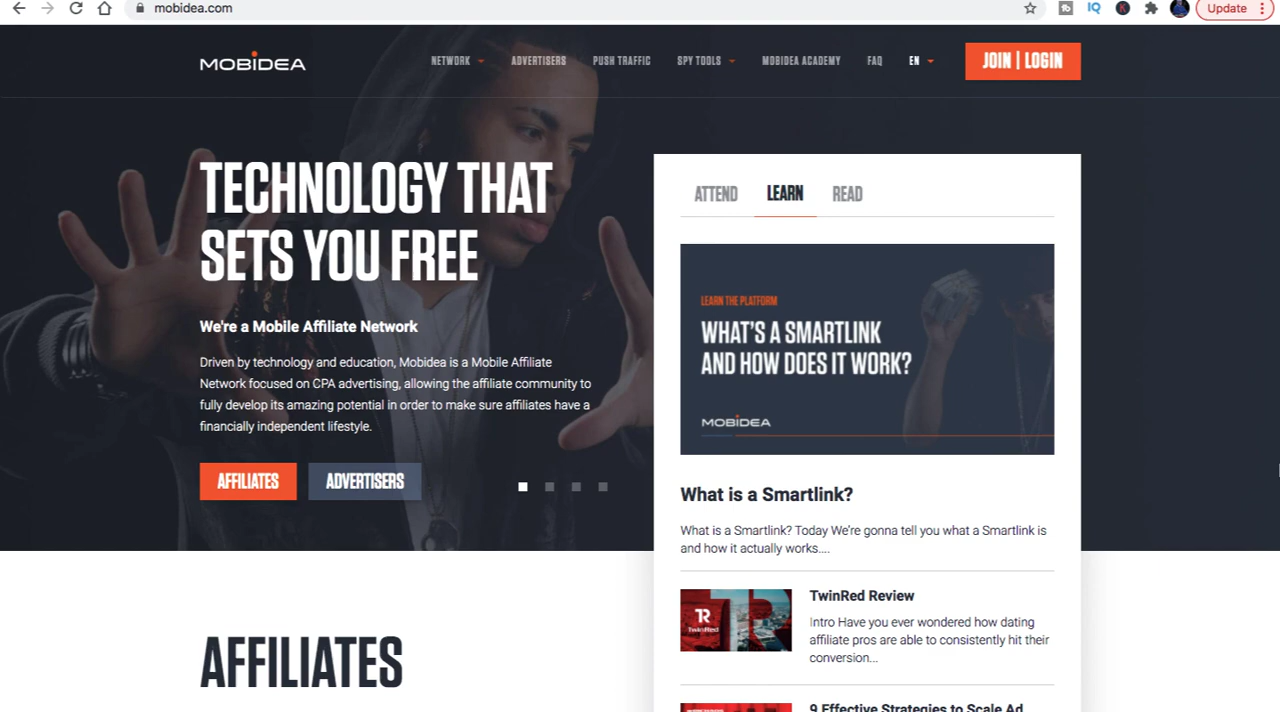 mobidea.com
Update
MOBIDEA
NETWORK
ADVERTISERS
PUSH TRAFFIC
SPY TOOLS
MOBIDEA ACADEMY
FAQ
EN
JOIN | LOGIN
TECHNOLOGY THAT
SETS YOU FREE
We're a Mobile Affiliate Network
Driven by technology and education, Mobidea is a Mobile Affiliate
Network focused on CPA advertising, allowing the affiliate community to
fully develop its amazing potential in order to make sure affiliates have a
financially independent lifestyle.
AFFILIATES
ADVERTISERS
ATTEND
LEARN
READ
LEARN THE PLATFORM
WHAT'S A SMARTLINK
AND HOW DOES IT WORK?
MOBIDEA
What is a Smartlink?
What is a Smartlink? Today We're gonna tell you what a Smartlink is
and how it actually works....
TR
TwinRed
TwinRed Review
Intro Have you ever wondered how dating
affiliate pros are able to consistently hit their
conversion...
9 Effective Strategies to Scale Ad
AFFILIATES